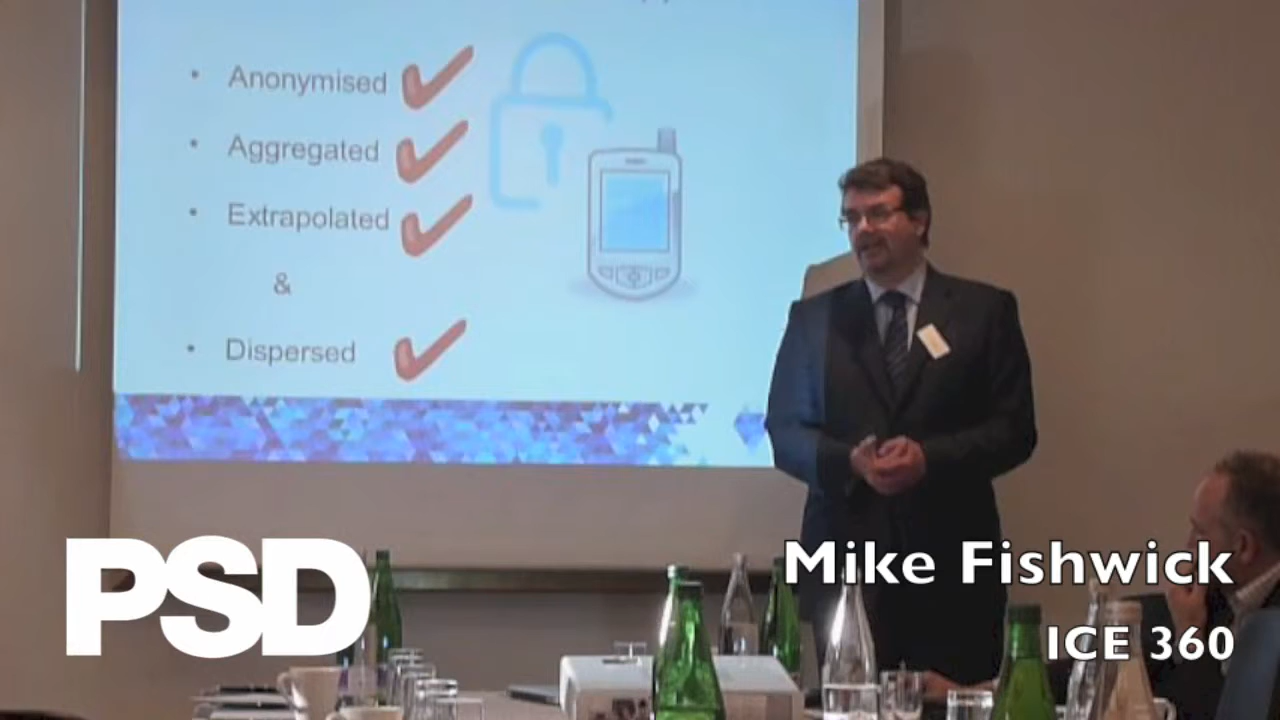 • Anonymised
• Aggregated
• Extrapolated
&
• Dispersed
PSD
Mike Fishwick
ICE 360